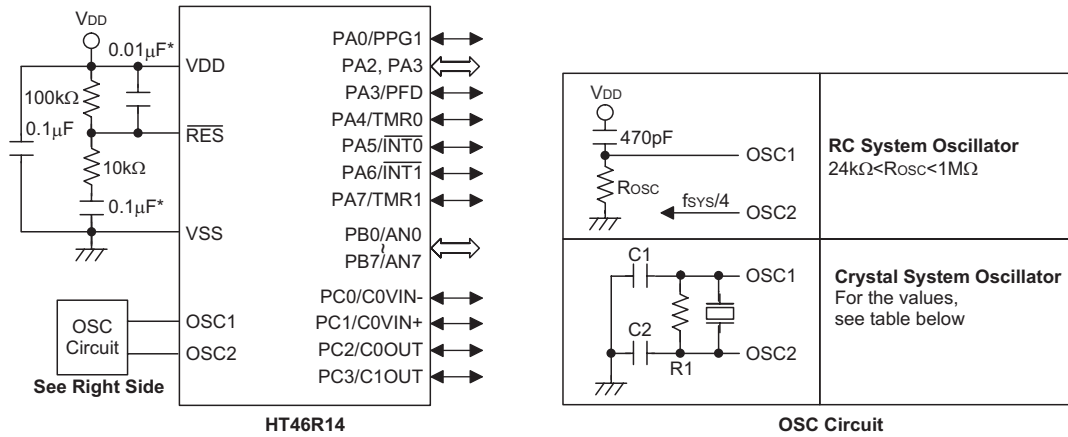 VDD
0.01μF*
VDD
100kΩ
0.1μF
RES
10kΩ
0.1μF*
VSS
OSC
Circuit
OSC1
OSC2
See Right Side
PA0/PPG1
PA2, PA3
PA3/PFD
PA4/TMR0
PA5/INT0
PA6/INT1
PA7/TMR1
PB0/AN0
~
PB7/AN7
PC0/C0VIN-
PC1/C0VIN+
PC2/C0OUT
PC3/C1OUT
HT46R14
VDD
470pF
OSC1
ROSC
fSYS/4
OSC2
RC System Oscillator
24kΩ<ROSC<1MΩ
C1
OSC1
C2
OSC2
R1
Crystal System Oscillator
For the values,
see table below
OSC Circuit